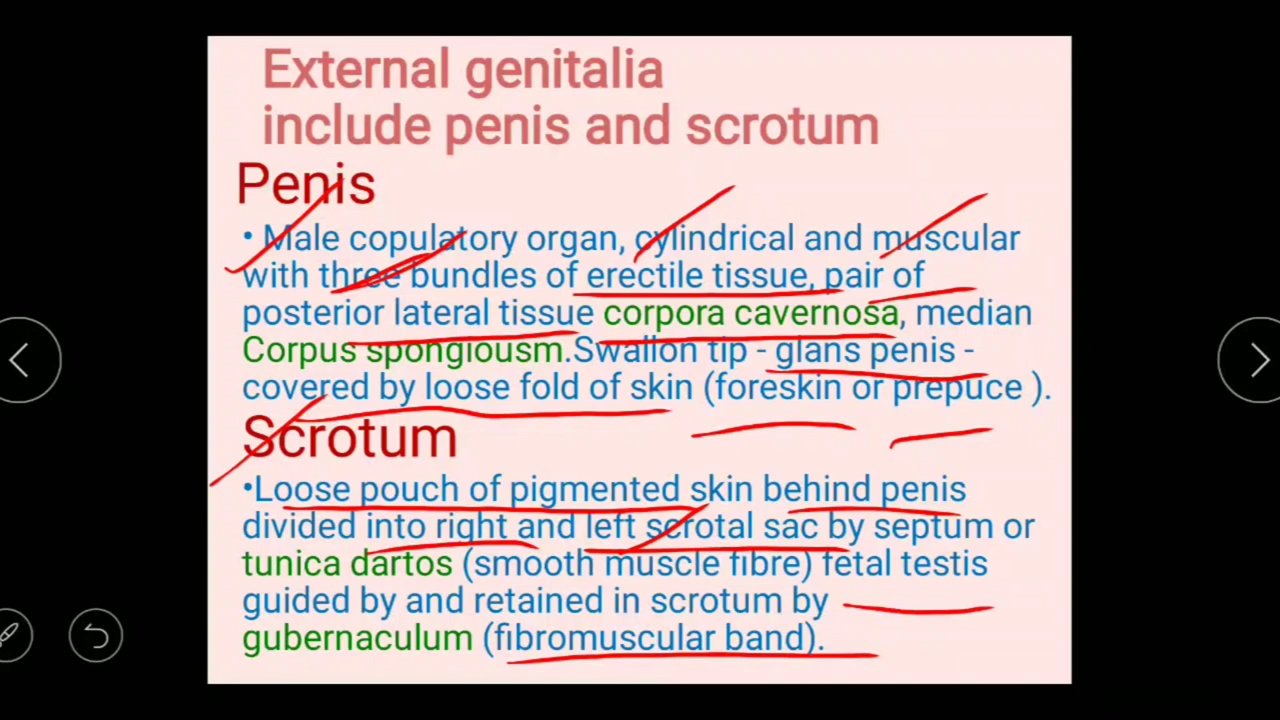 External genitalia
include penis and scrotum
Penis
• Male copulatory organ, cylindrical and muscular
with three bundles of erectile tissue, pair of
posterior lateral tissue corpora cavernosa, median
Corpus spongiousm.Swallon tip - glans penis -
covered by loose fold of skin (foreskin or prepuce ).
Scrotum
•Loose pouch of pigmented skin behind penis
divided into right and left scrotal sac by septum or
tunica dartos (smooth muscle fibre) fetal testis
guided by and retained in scrotum by
gubernaculum (fibromuscular band).